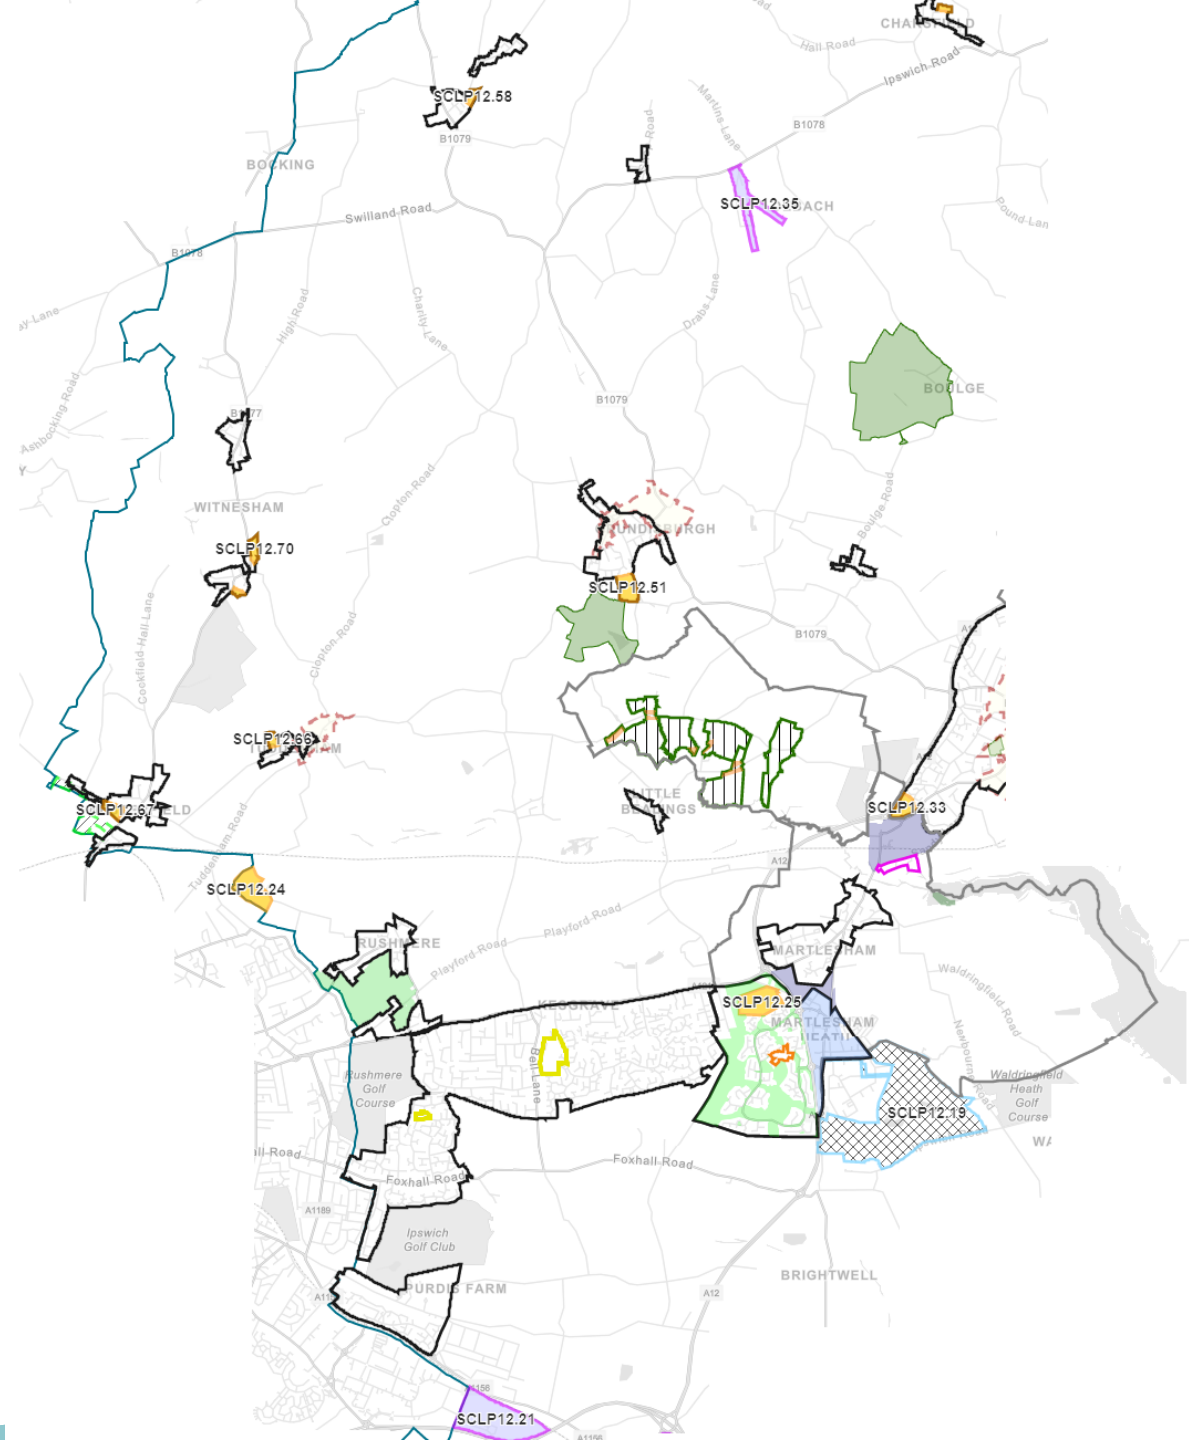 Hall Road
Ipswich Road
SCLP12.58
Martins Lane
Road
B1078
B1079
BOCKING
SCLP12.35
Swilland Road
Pound Lan
B1078
High Road
Charity Lane
Drabs Lane
ay Lane
BOULGE
B1079
Ashbocking Road
Clopton Road
Boulge Road
WITNESHAM
SCLP12.70
SCLP12.51
Cockfield Hall Lane
Clopton Road
B1079
SCLP12.66
LITTLE
SCLP12.67
SCLP12.33
Tuddenham Road
A12
SCLP12.24
Playford Road
RUSHMERE
MARTLESHAM
Playford Road
Waldringfield Road
SCLP12.25
KESGRAVE
MARTLESHAM
HEATH
Bell Lane
Newbourne Road
Rushmere
Golf
Course
Waldringfield
Heath
Golf
Course
SCLP12.19
WA
all Road
Foxhall Road
Foxhall Road
A1189
Ipswich
Golf Club
BRIGHTWELL
PURDIS FARM
A12
SCLP12.21
A1156